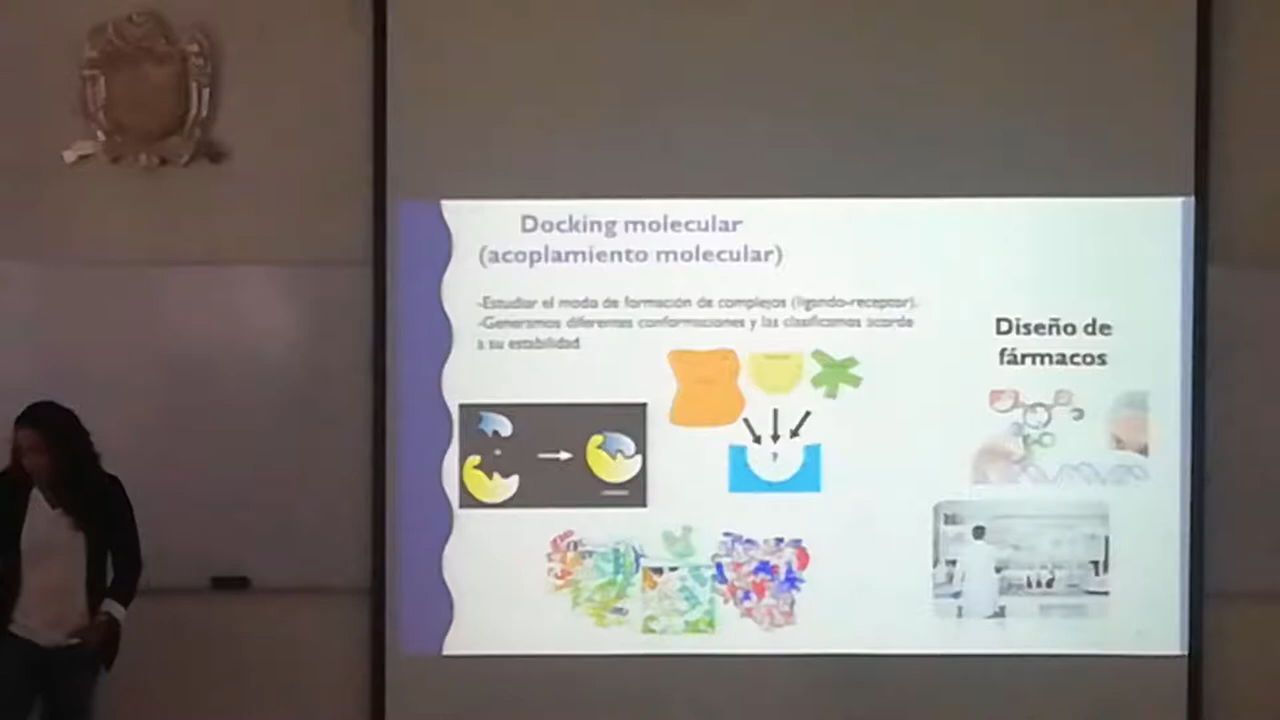 Docking molecular
(acoplamiento molecular)
-Estudiar el modo de formación de complejos (ligando-receptor).
-Generamos diferentes conformaciones y las clasificamos acorde
a su estabilidad
Diseño de
fármacos
?